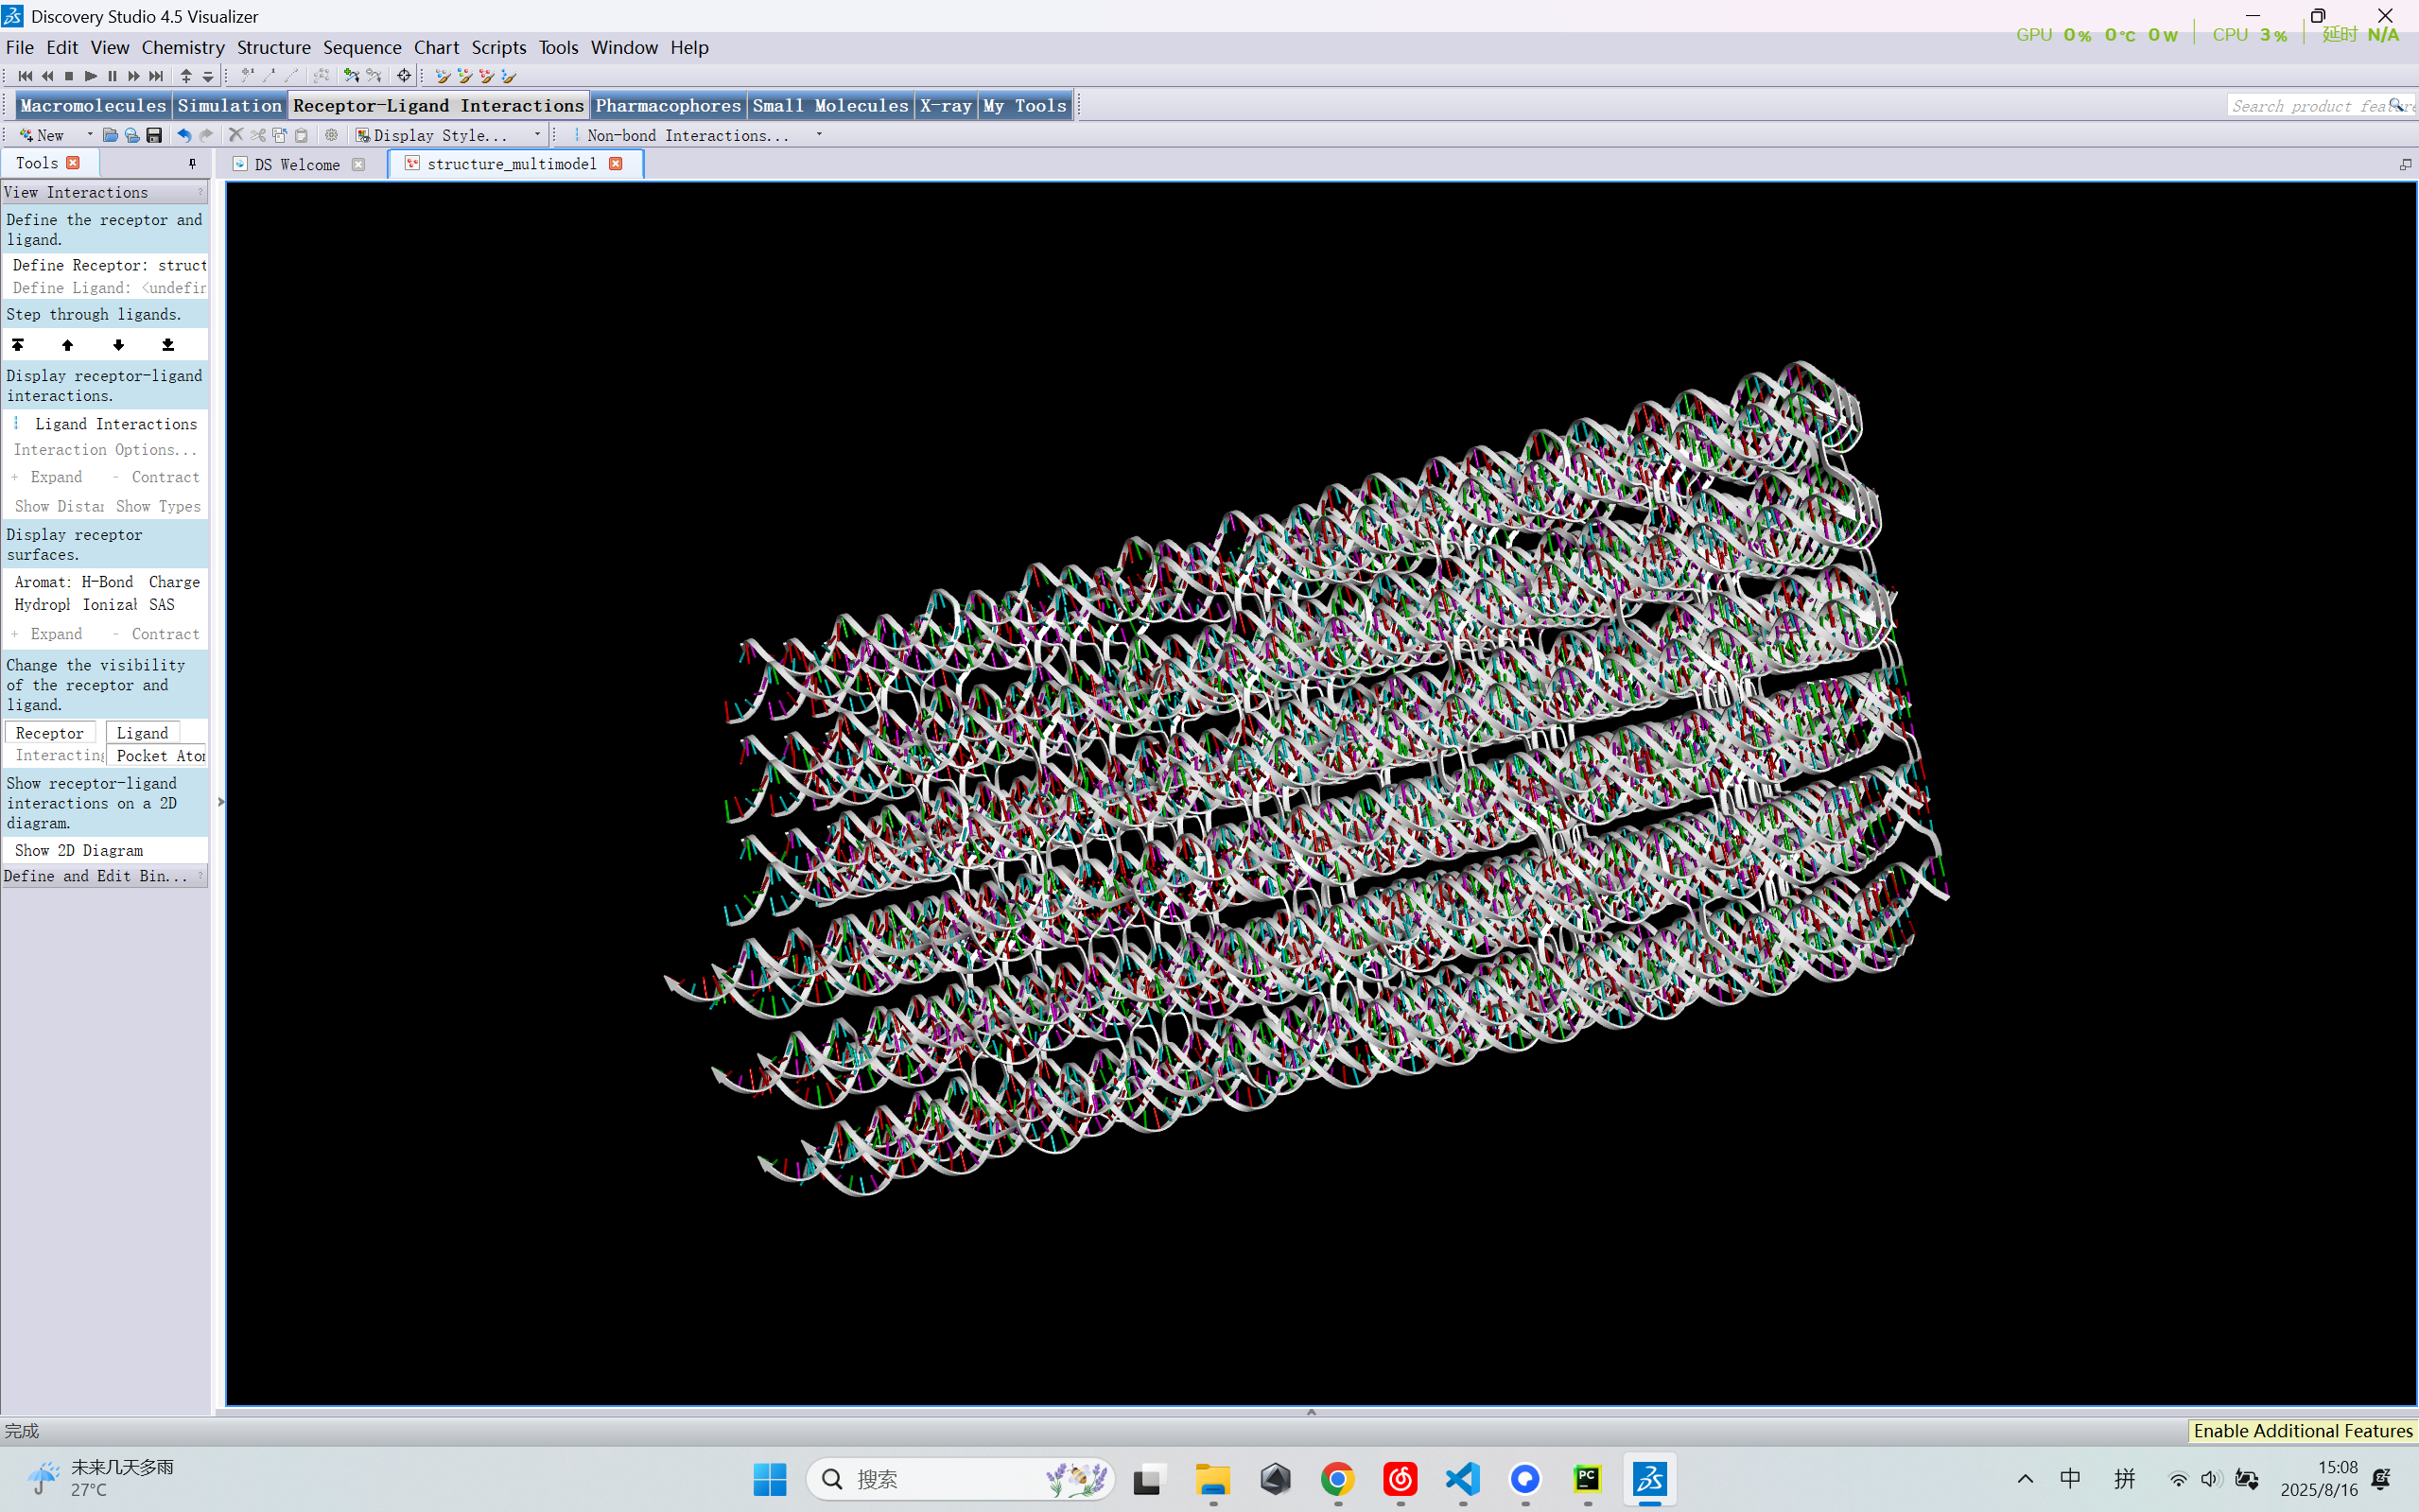 Discovery Studio 4.5 Visualizer
GPU 0% 0°C 0W CPU 3% 延时 N/A
File Edit View Chemistry Structure Sequence Chart Scripts Tools Window Help
Macromolecules Simulation Receptor-Ligand Interactions Pharmacophores Small Molecules X-ray My Tools
Search product feature
New Display Style... Non-bond Interactions...
Tools DS Welcome structure_multimodel
View Interactions ?
Define the receptor and
ligand.
Define Receptor: struct
Define Ligand: <undefir
Step through ligands.
Display receptor-ligand
interactions.
Ligand Interactions
Interaction Options...
+ Expand - Contract
Show Distar Show Types
Display receptor
surfaces.
Aromat: H-Bond Charge
Hydroph Ionizal SAS
+ Expand - Contract
Change the visibility
of the receptor and
ligand.
Receptor Ligand
Interacting Pocket Ator
Show receptor-ligand
interactions on a 2D
diagram.
Show 2D Diagram
Define and Edit Bin... ?
完成
Enable Additional Features
未来几天多雨
27°C
搜索
PC
中 拼
15:08
2025/8/16